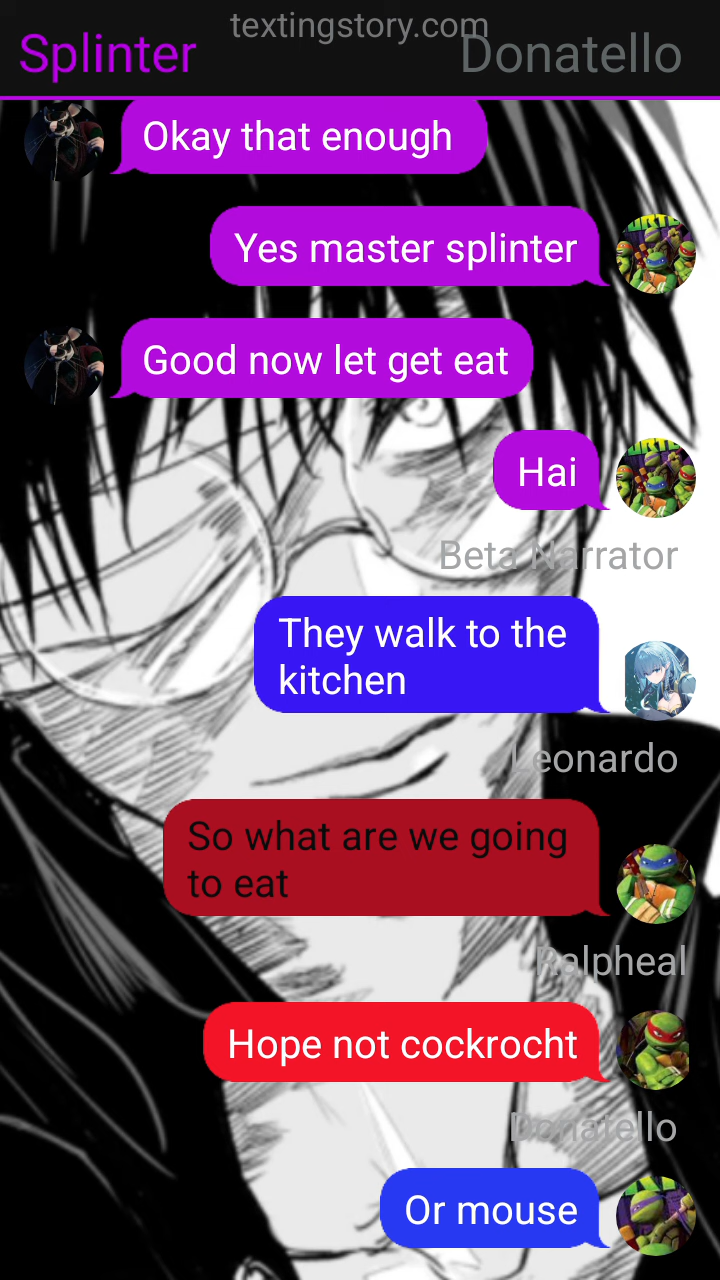 textingstory.com
Splinter
Donatello
Okay that enough
Yes master splinter
Good now let get eat
Hai
Beta Narrator
They walk to the
kitchen
Leonardo
So what are we going
to eat
Ralpheal
Hope not cockrocht
Donatello
Or mouse